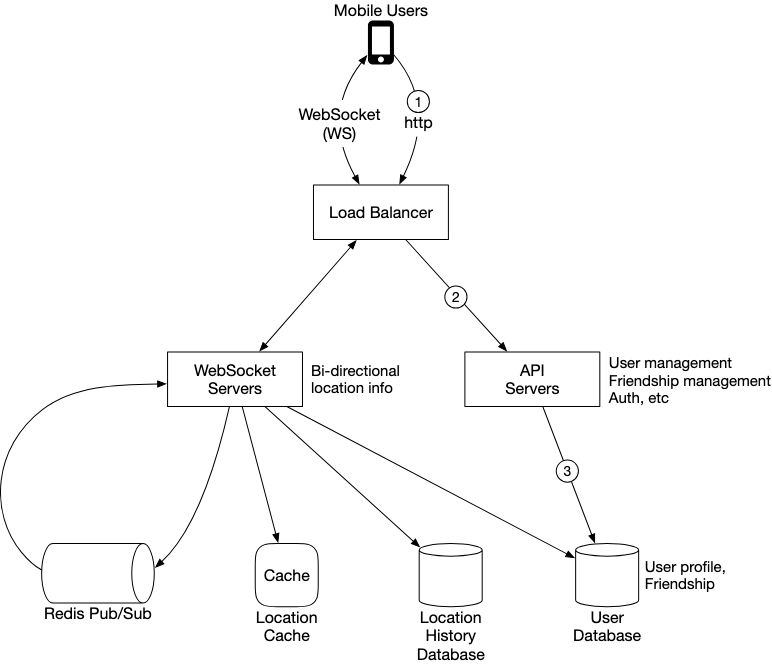 Mobile Users
1
WebSocket
(WS)
http
Load Balancer
2
WebSocket
Servers
Bi-directional
location info
API
Servers
User management
Friendship management
Auth, etc
3
Redis Pub/Sub
Cache
Location
Cache
Location
History
Database
User
Database
User profile,
Friendship